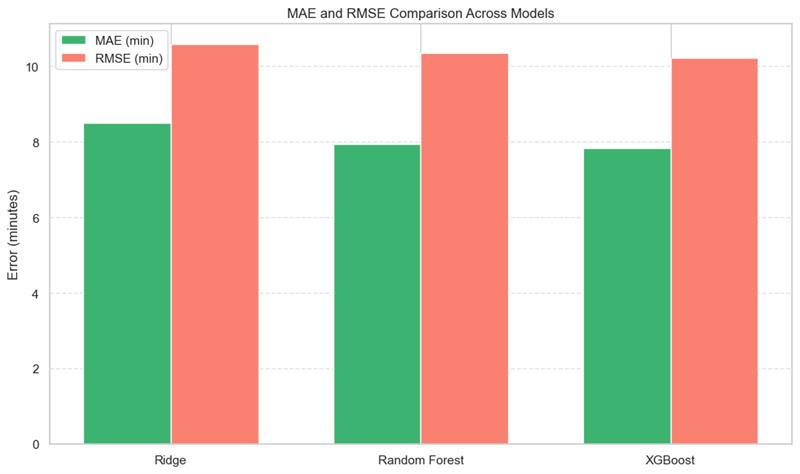 MAE and RMSE Comparison Across Models
MAE (min)
RMSE (min)
Error (minutes)
10
8
6
4
2
0
Ridge
Random Forest
XGBoost